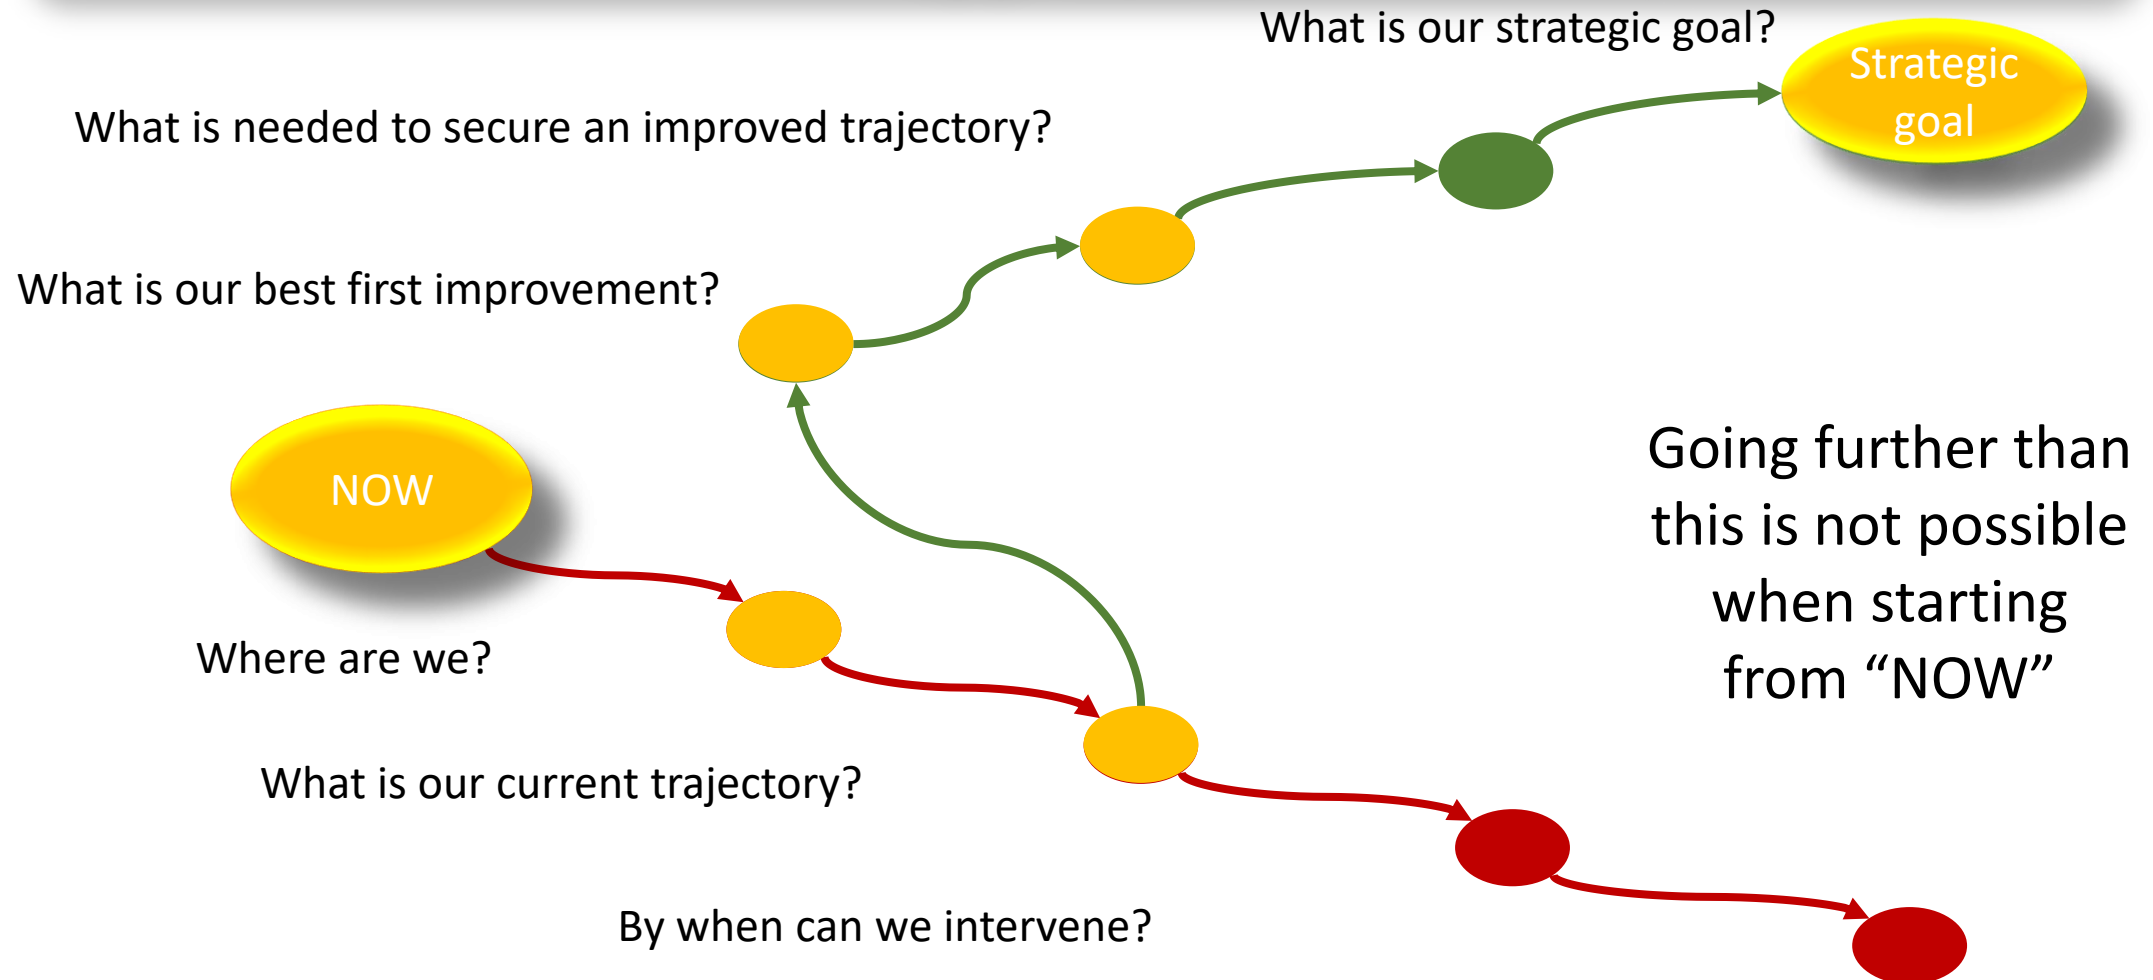 What is our strategic goal?
Strategic
goal
What is needed to secure an improved trajectory?
What is our best first improvement?
NOW
Going further than
this is not possible
when starting
from “NOW”
Where are we?
What is our current trajectory?
By when can we intervene?